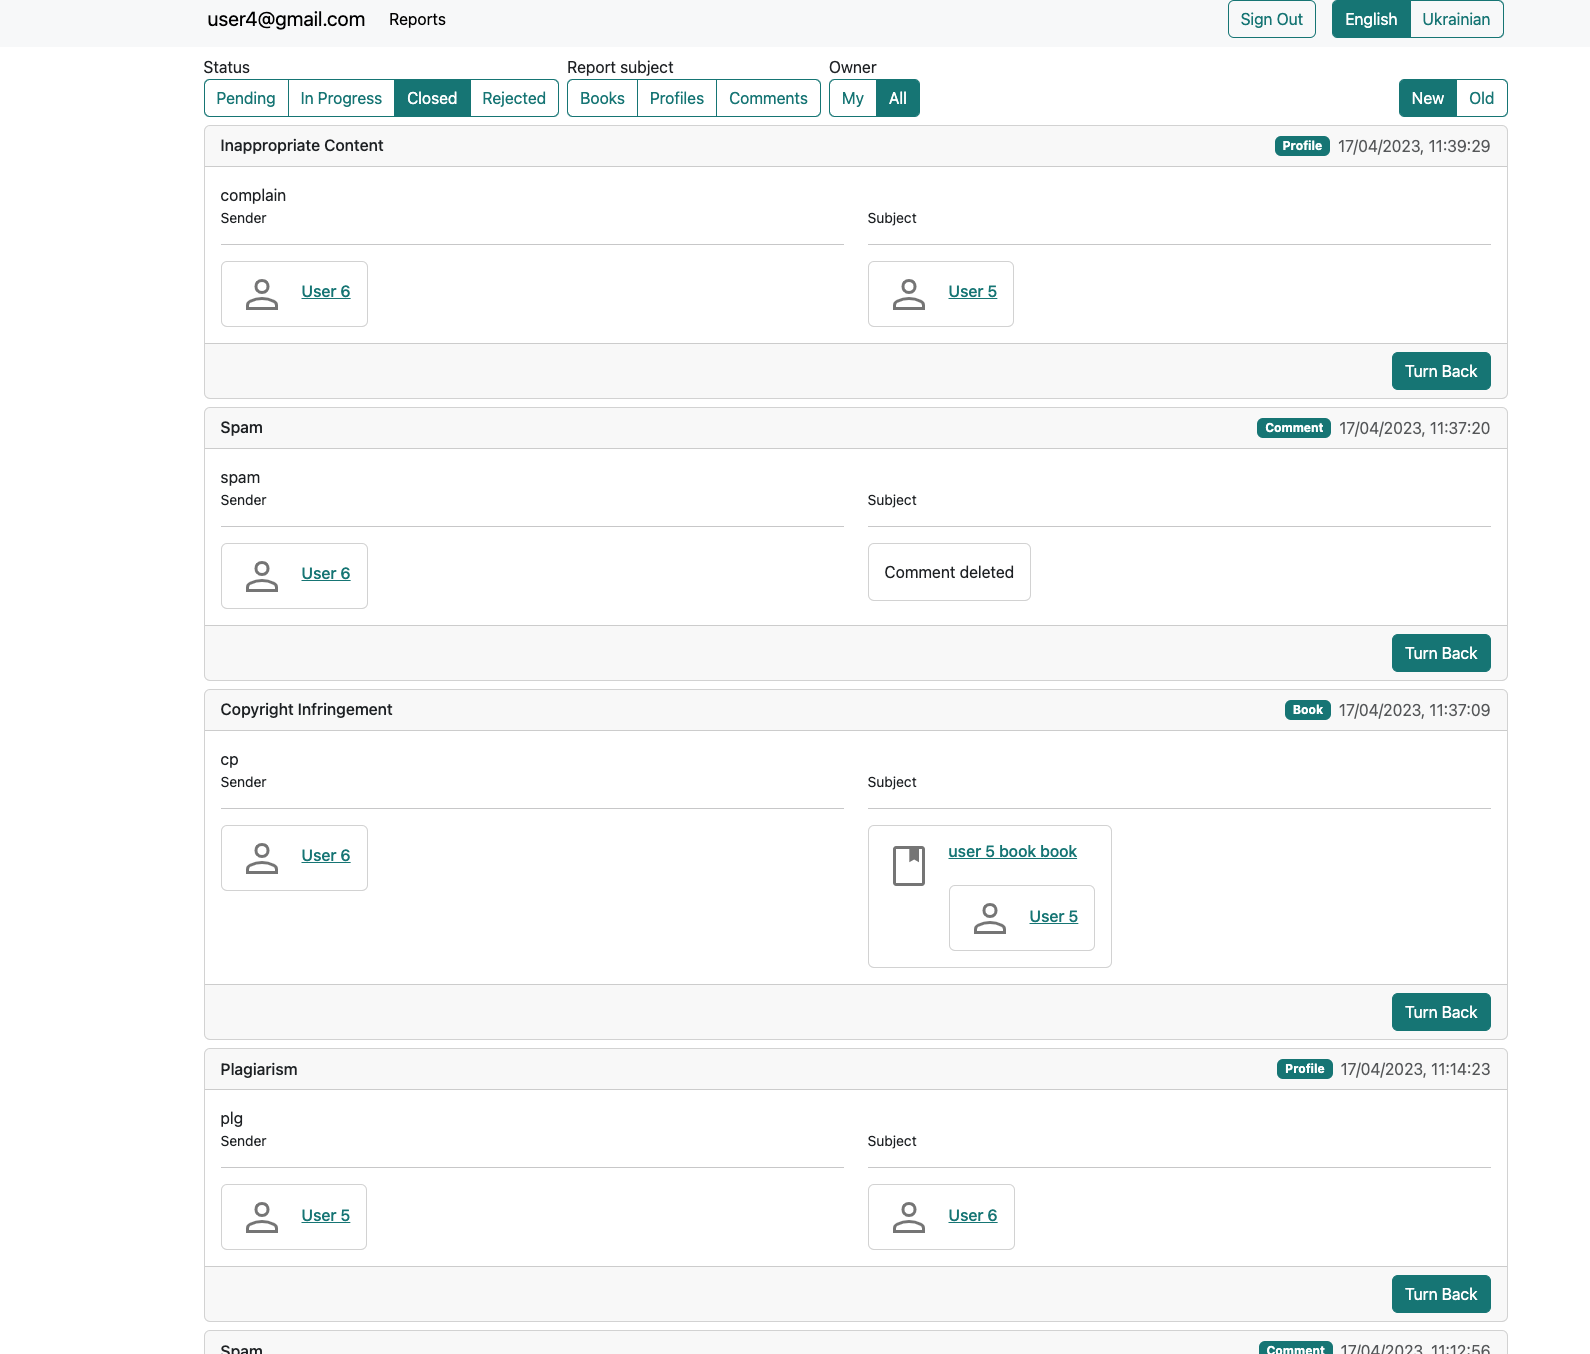 user4@gmail.com Reports Sign Out English Ukrainian
Status Report subject Owner
Pending In Progress Closed Rejected Books Profiles Comments My All New Old
Inappropriate Content Profile 17/04/2023, 11:39:29
complain
Sender Subject
User 6 User 5
Turn Back
Spam Comment 17/04/2023, 11:37:20
spam
Sender Subject
User 6 Comment deleted
Turn Back
Copyright Infringement Book 17/04/2023, 11:37:09
cp
Sender Subject
User 6 user 5 book book
User 5
Turn Back
Plagiarism Profile 17/04/2023, 11:14:23
plg
Sender Subject
User 5 User 6
Turn Back
Spam Comment 17/04/2023, 11:12:56